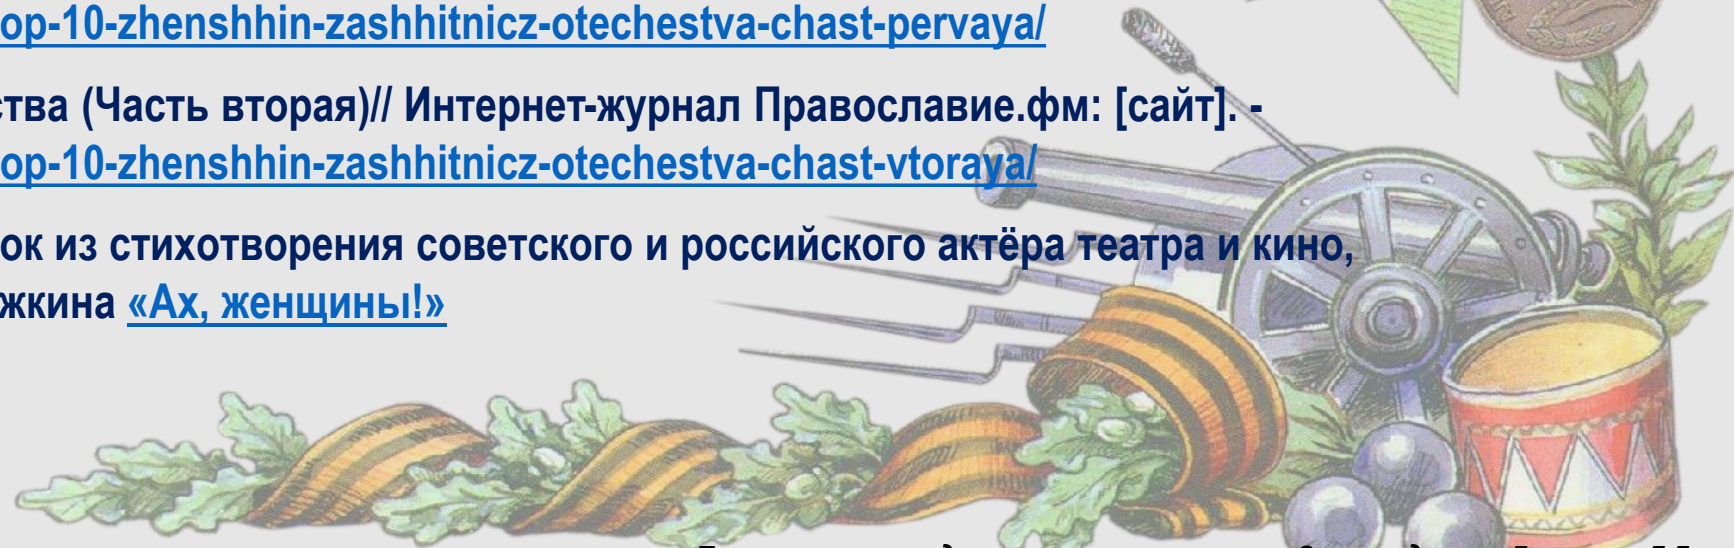 op-10-zhenshhin-zashhitnicz-otechestva-chast-pervaya/
ства (Часть вторая)// Интернет-журнал Православие.фм: [сайт]. -
op-10-zhenshhin-zashhitnicz-otechestva-chast-vtoraya/
ок из стихотворения советского и российского актёра театра и кино,
жкина «Ах, женщины!»